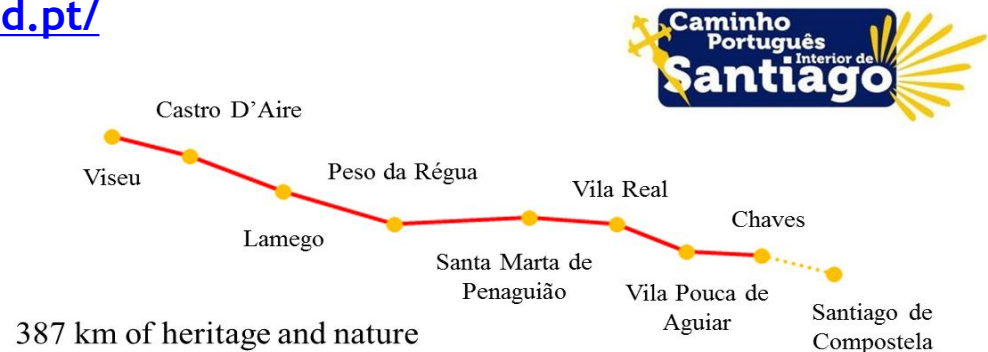 d.pt/
Caminho
Português
Interior de
Santiago
Castro D’Aire
Viseu
Lamego
Peso da Régua
Santa Marta de
Penaguião
Vila Real
Vila Pouca de
Aguiar
Chaves
Santiago de
Compostela
387 km of heritage and nature